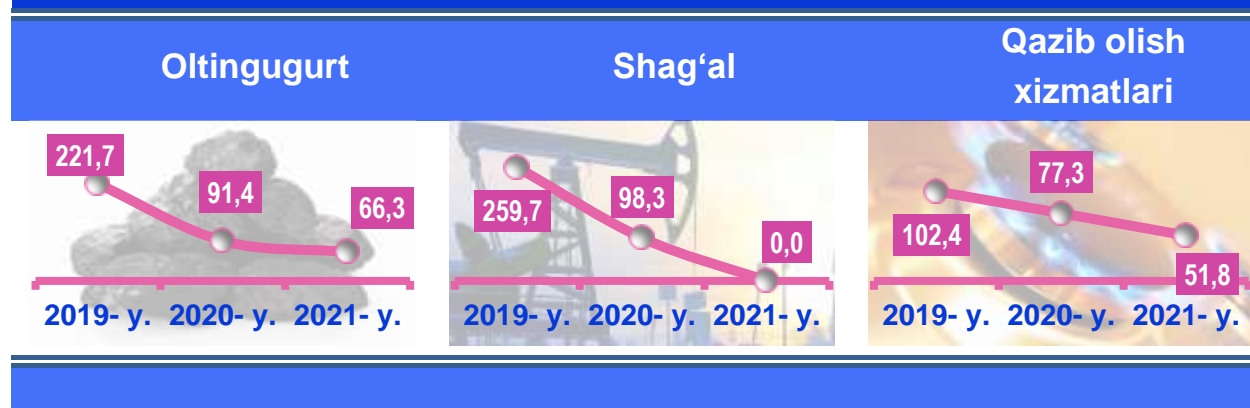 Oltingugurt
221,7
91,4
66,3
2019- y. 2020- y. 2021- y.
Shag‘al
259,7
98,3
0,0
2019- y. 2020- y. 2021- y.
Qazib olish
xizmatlari
102,4
77,3
51,8
2019- y. 2020- y. 2021- y.